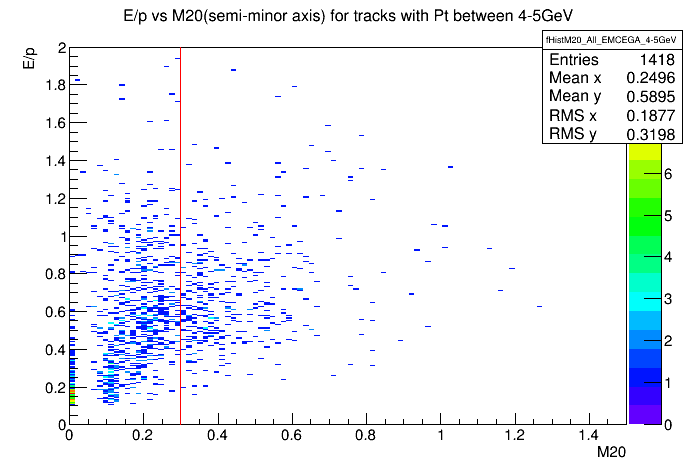 E/p vs M20(semi-minor axis) for tracks with Pt between 4-5GeV
fHistM20_All_EMCEGA_4-5GeV
Entries 1418
Mean x 0.2496
Mean y 0.5895
RMS x 0.1877
RMS y 0.3198
E/p
2
1.8
1.6
1.4
1.2
1
0.8
0.6
0.4
0.2
0
0 0.2 0.4 0.6 0.8 1 1.2 1.4
M20
6
5
4
3
2
1
0